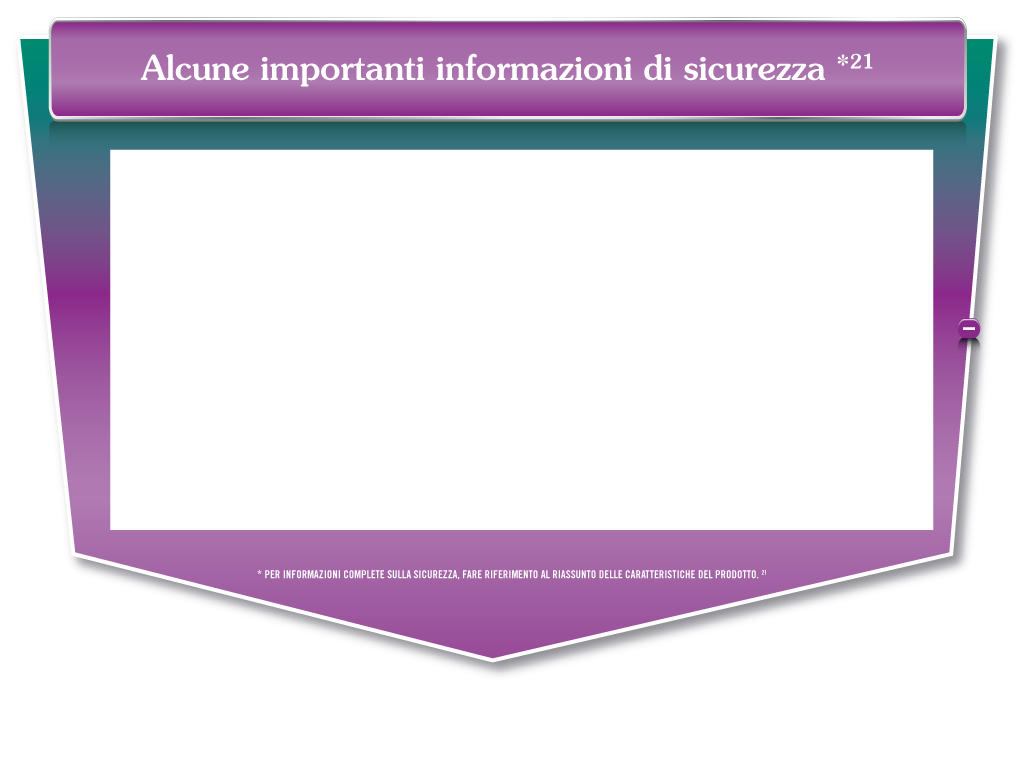 Alcune importanti informazioni di sicurezza *21
* PER INFORMAZIONI COMPLETE SULLA SICUREZZA, FARE RIFERIMENTO AL RIASSUNTO DELLE CARATTERISTICHE DEL PRODOTTO. 21